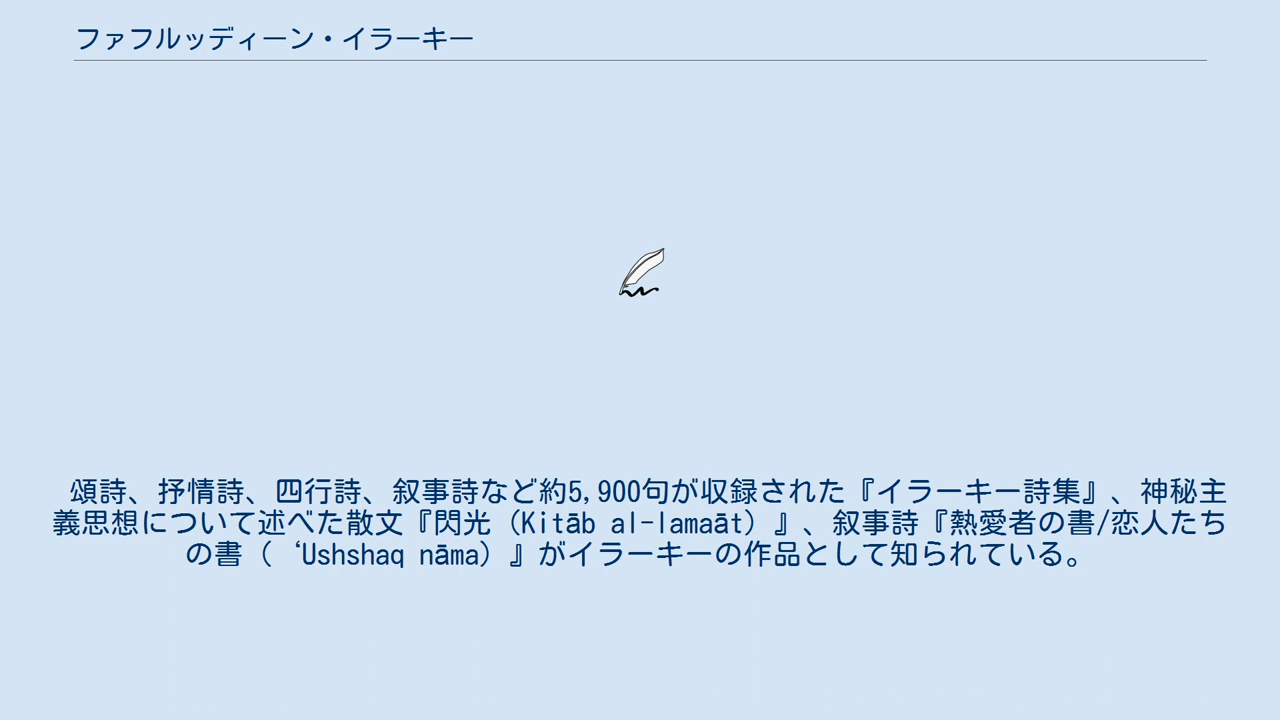 ファフルッディーン・イラーキー
頌詩、抒情詩、四行詩、叙事詩など約5,900句が収録された『イラーキー詩集』、神秘主
義思想について述べた散文『閃光（Kitāb al-lamaāt）』、叙事詩『熱愛者の書/恋人たち
の書（‘Ushshaq nāma）』がイラーキーの作品として知られている。